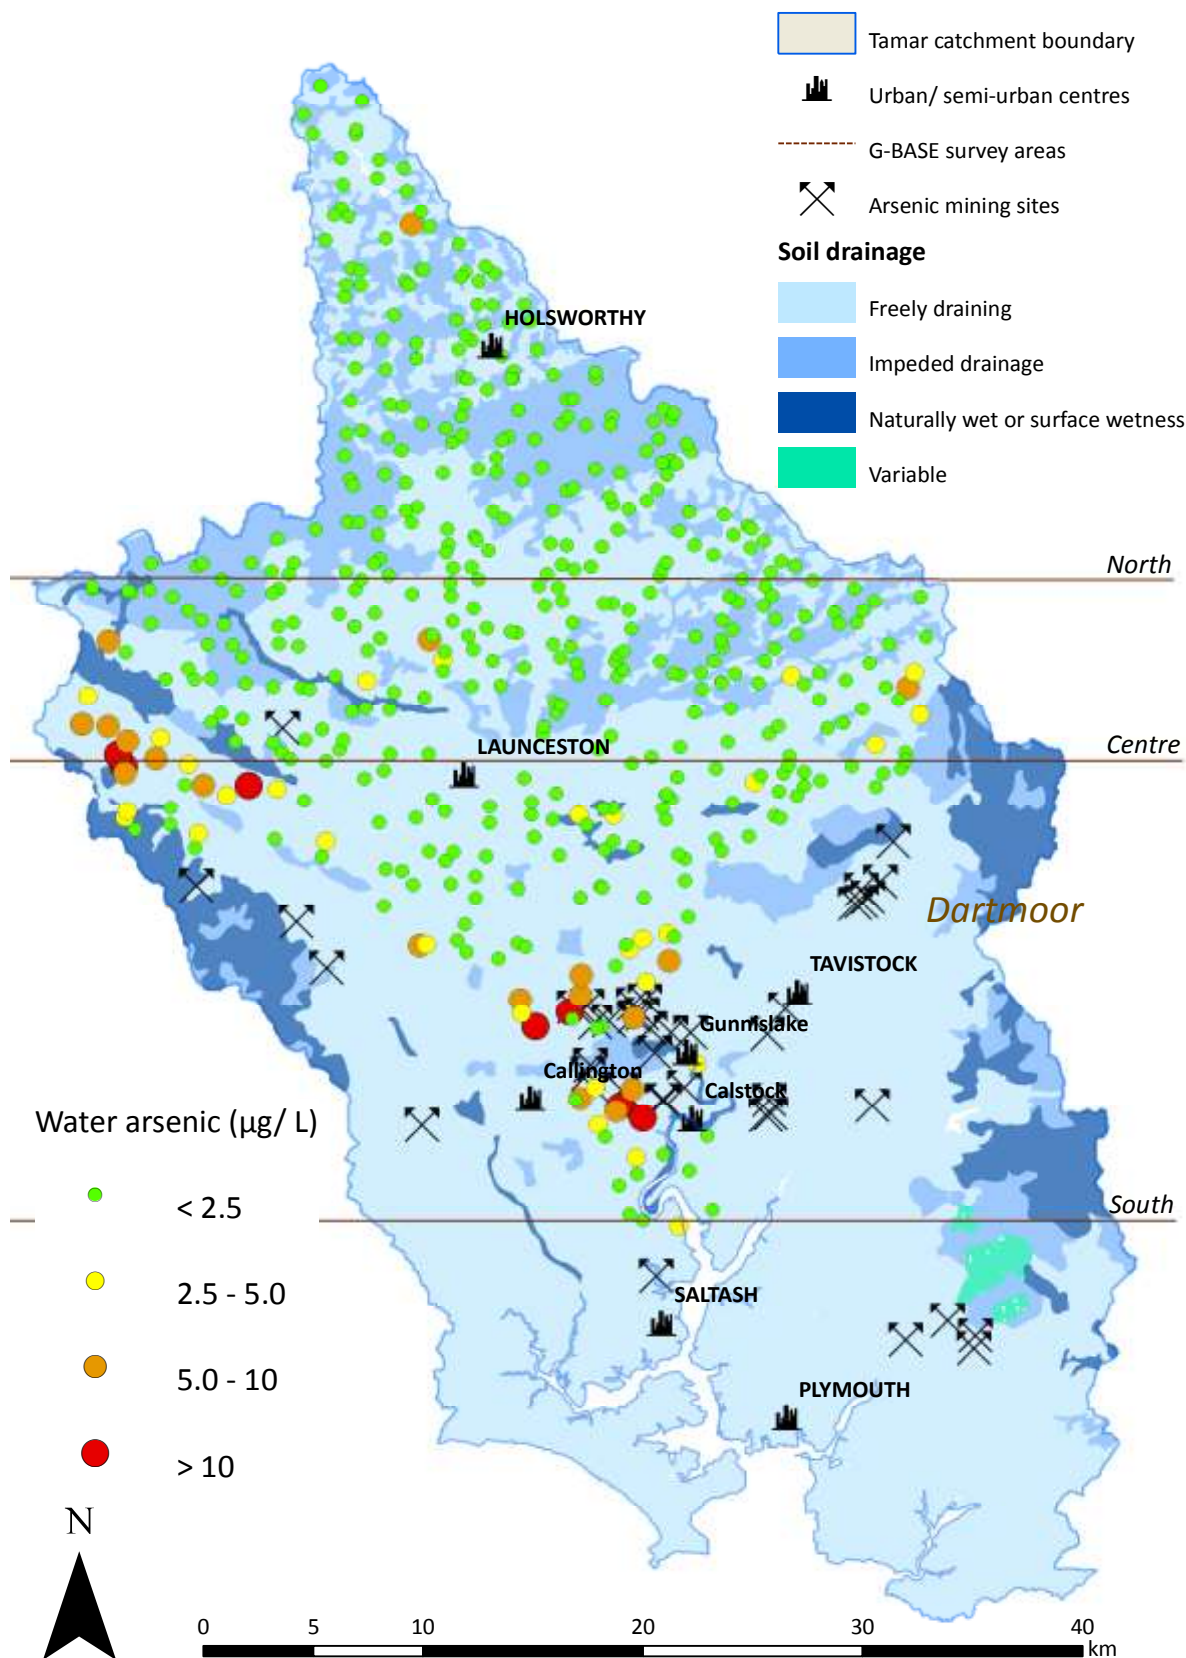 Tamar catchment boundary
Urban/ semi-urban centres
G-BASE survey areas
Arsenic mining sites
Soil drainage
Freely draining
Impeded drainage
Naturally wet or surface wetness
Variable
HOLSWORTHY
North
LAUNCESTON
Centre
Dartmoor
TAVISTOCK
Gunnislake
Callington
Calstock
South
SALTASH
PLYMOUTH
Water arsenic (µg/ L)
< 2.5
2.5 - 5.0
5.0 - 10
> 10
N
0 5 10 20 30 40
km